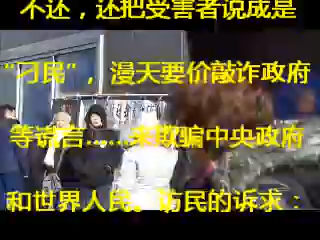 不还，还把受害者说成是
“刁民”，漫天要价敲诈政府
等谎言……来欺骗中央政府
和世界人民。访民的诉求：